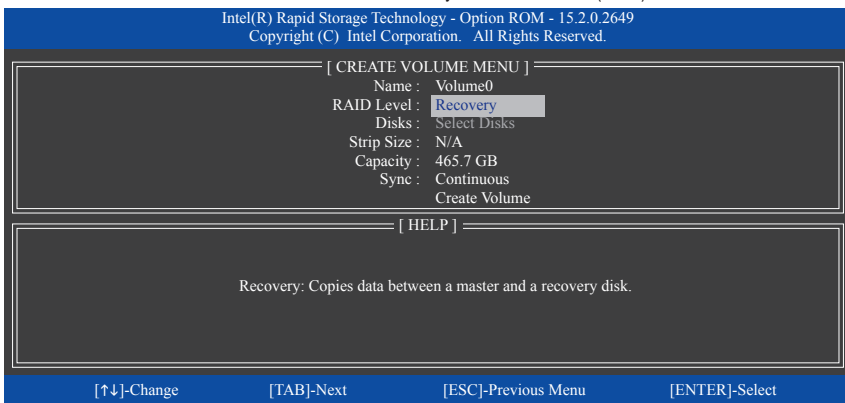 Intel(R) Rapid Storage Technology - Option ROM - 15.2.0.2649
Copyright (C) Intel Corporation. All Rights Reserved.
[ CREATE VOLUME MENU ]
Name : Volume0
RAID Level : Recovery
Disks : Select Disks
Strip Size : N/A
Capacity : 465.7 GB
Sync : Continuous
Create Volume
[ HELP ]
Recovery: Copies data between a master and a recovery disk.
[↑↓]-Change [TAB]-Next [ESC]-Previous Menu [ENTER]-Select